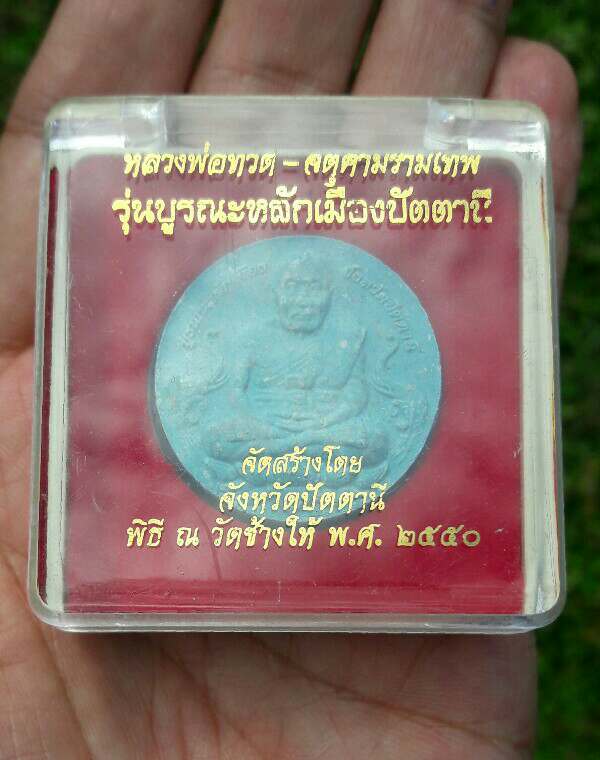 หลวงพ่อทวด - จตุคามรามเทพ
รุ่นบูรณะหลักเมืองปัตตานี
จัดสร้างโดย
จังหวัดปัตตานี
พิธี ณ วัดช้างให้ พ.ศ. ๒๕๕๐